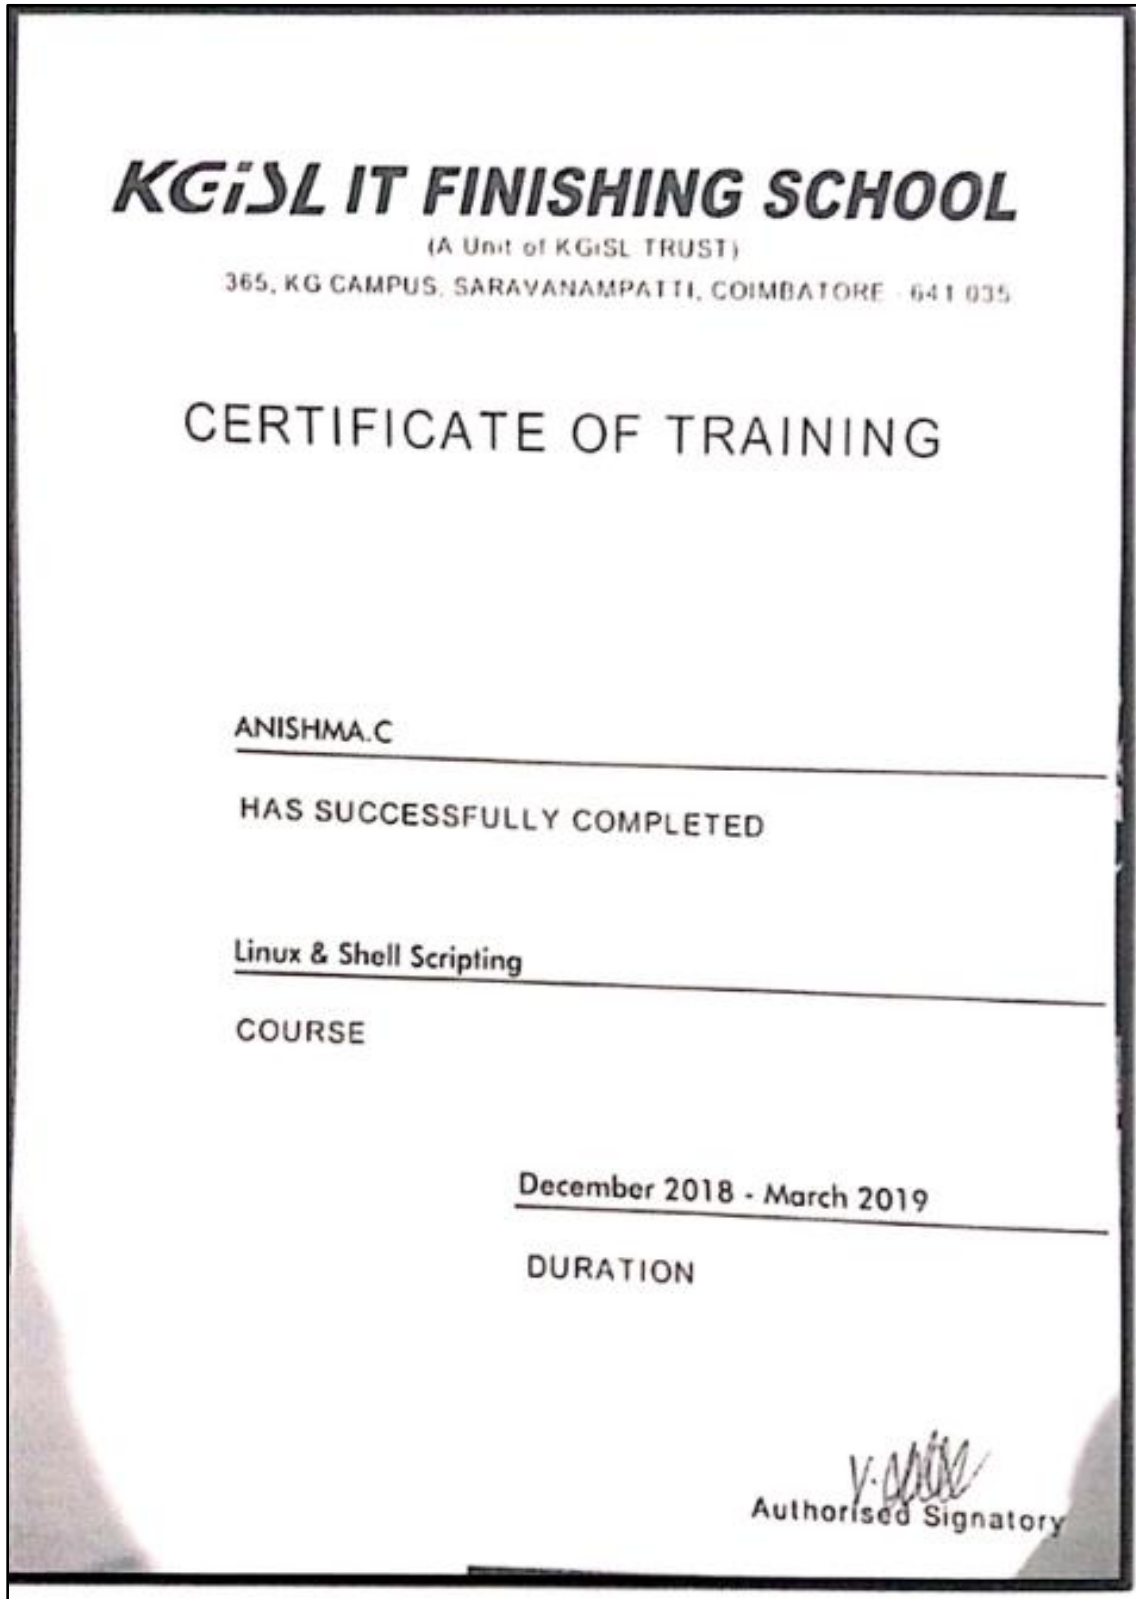 KGiSL IT FINISHING SCHOOL
(A Unit of KGiSL TRUST)
365, KG CAMPUS, SARAVANAMPATTI, COIMBATORE - 641 035
CERTIFICATE OF TRAINING
ANISHMA.C
HAS SUCCESSFULLY COMPLETED
Linux & Shell Scripting
COURSE
December 2018 - March 2019
DURATION
Authorised Signatory